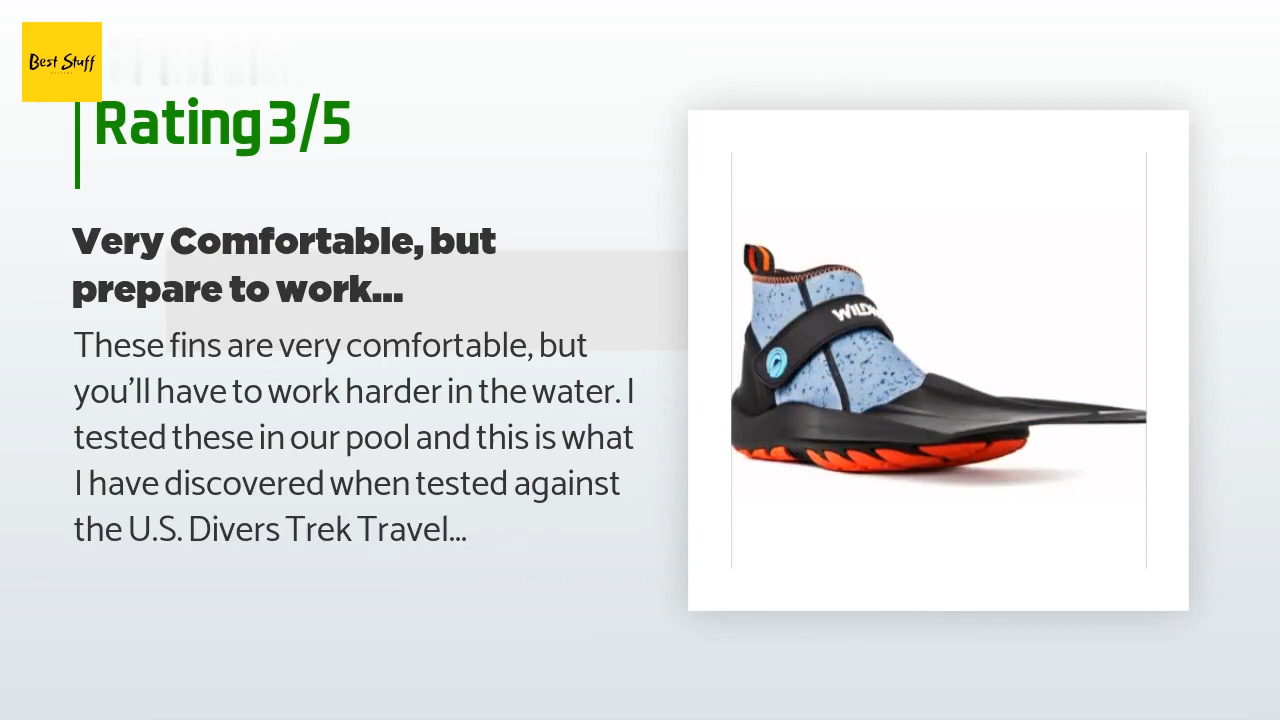 Best Stuff
Rating 3/5
Very Comfortable, but
prepare to work...
These fins are very comfortable, but
you'll have to work harder in the water. I
tested these in our pool and this is what
I have discovered when tested against
the U.S. Divers Trek Travel...